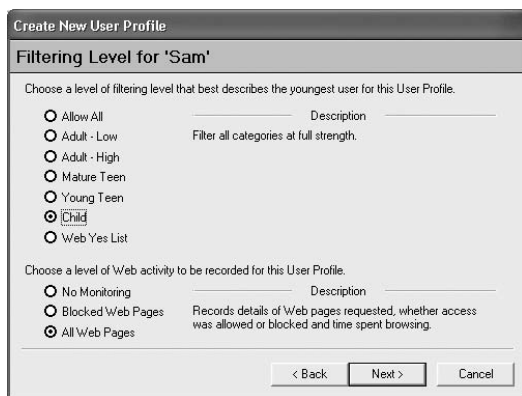 Create New User Profile
Filtering Level for 'Sam'
Choose a level of filtering level that best describes the youngest user for this User Profile.
Allow All
Description
Adult - Low
Filter all categories at full strength.
Adult - High
Mature Teen
Young Teen
Child
Web Yes List
Choose a level of Web activity to be recorded for this User Profile.
No Monitoring
Description
Blocked Web Pages
Records details of Web pages requested, whether access
was allowed or blocked and time spent browsing.
All Web Pages
< Back
Next >
Cancel